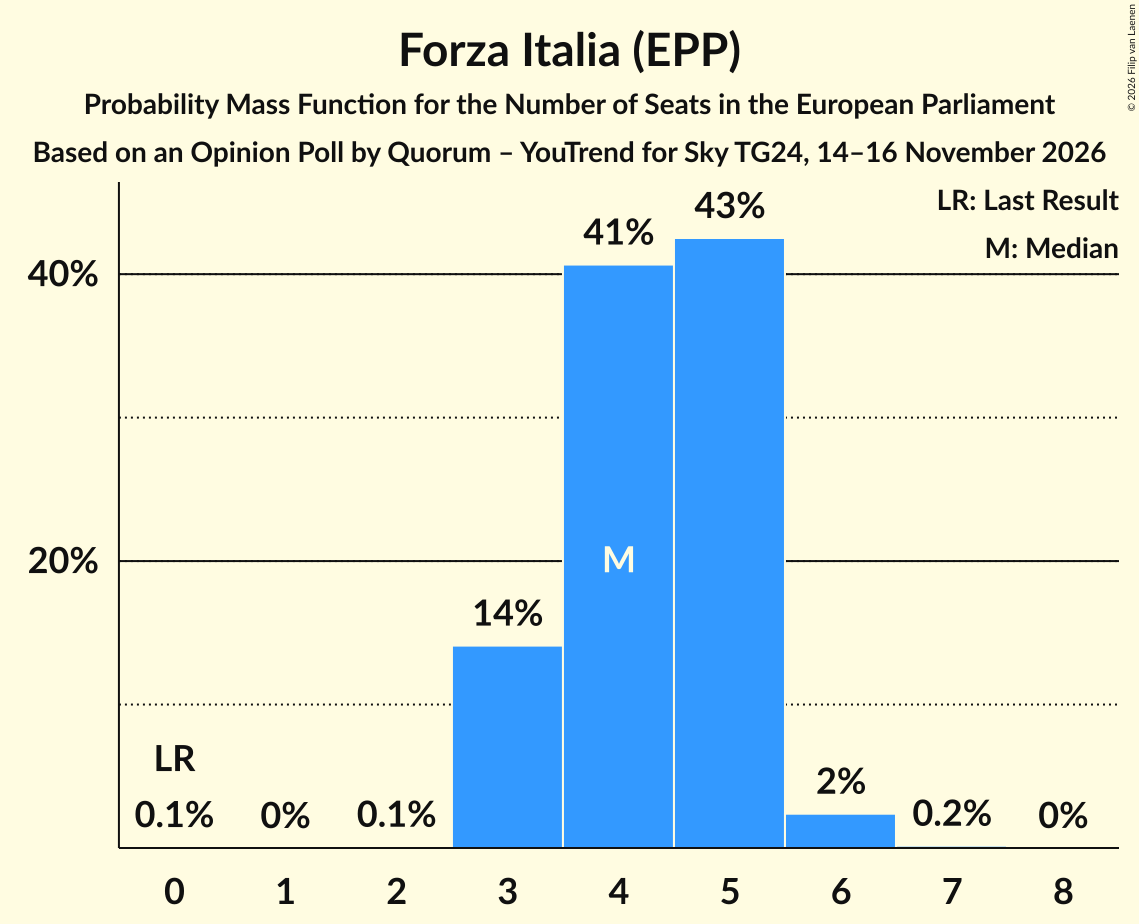 Forza Italia (EPP)
Probability Mass Function for the Number of Seats in the European Parliament
Based on an Opinion Poll by Quorum – YouTrend for Sky TG24, 14–16 November 2026
© 2026 Filip van Laenen
LR: Last Result
M: Median
43%
41%
40%
M
20%
14%
LR
2%
0.1% 0% 0.1% 0.2% 0%
0 1 2 3 4 5 6 7 8